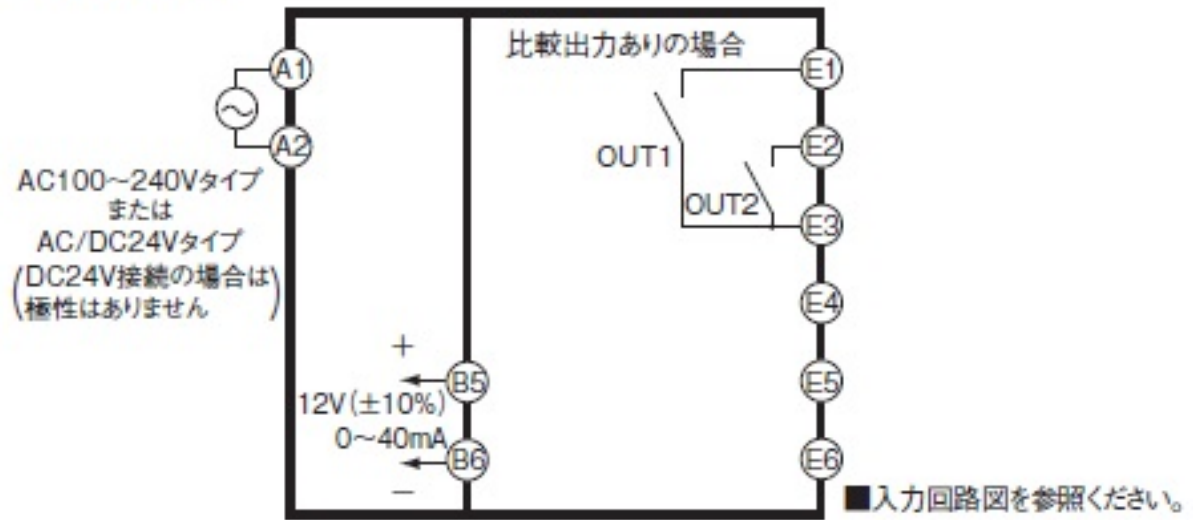 比較出力ありの場合
A1
A2
AC100～240Vタイプ
または
AC/DC24Vタイプ
(DC24V接続の場合は
極性はありません)
+
B5
12V(±10%)
0～40mA
B6
−
OUT1
OUT2
E1
E2
E3
E4
E5
E6
■入力回路図を参照ください。